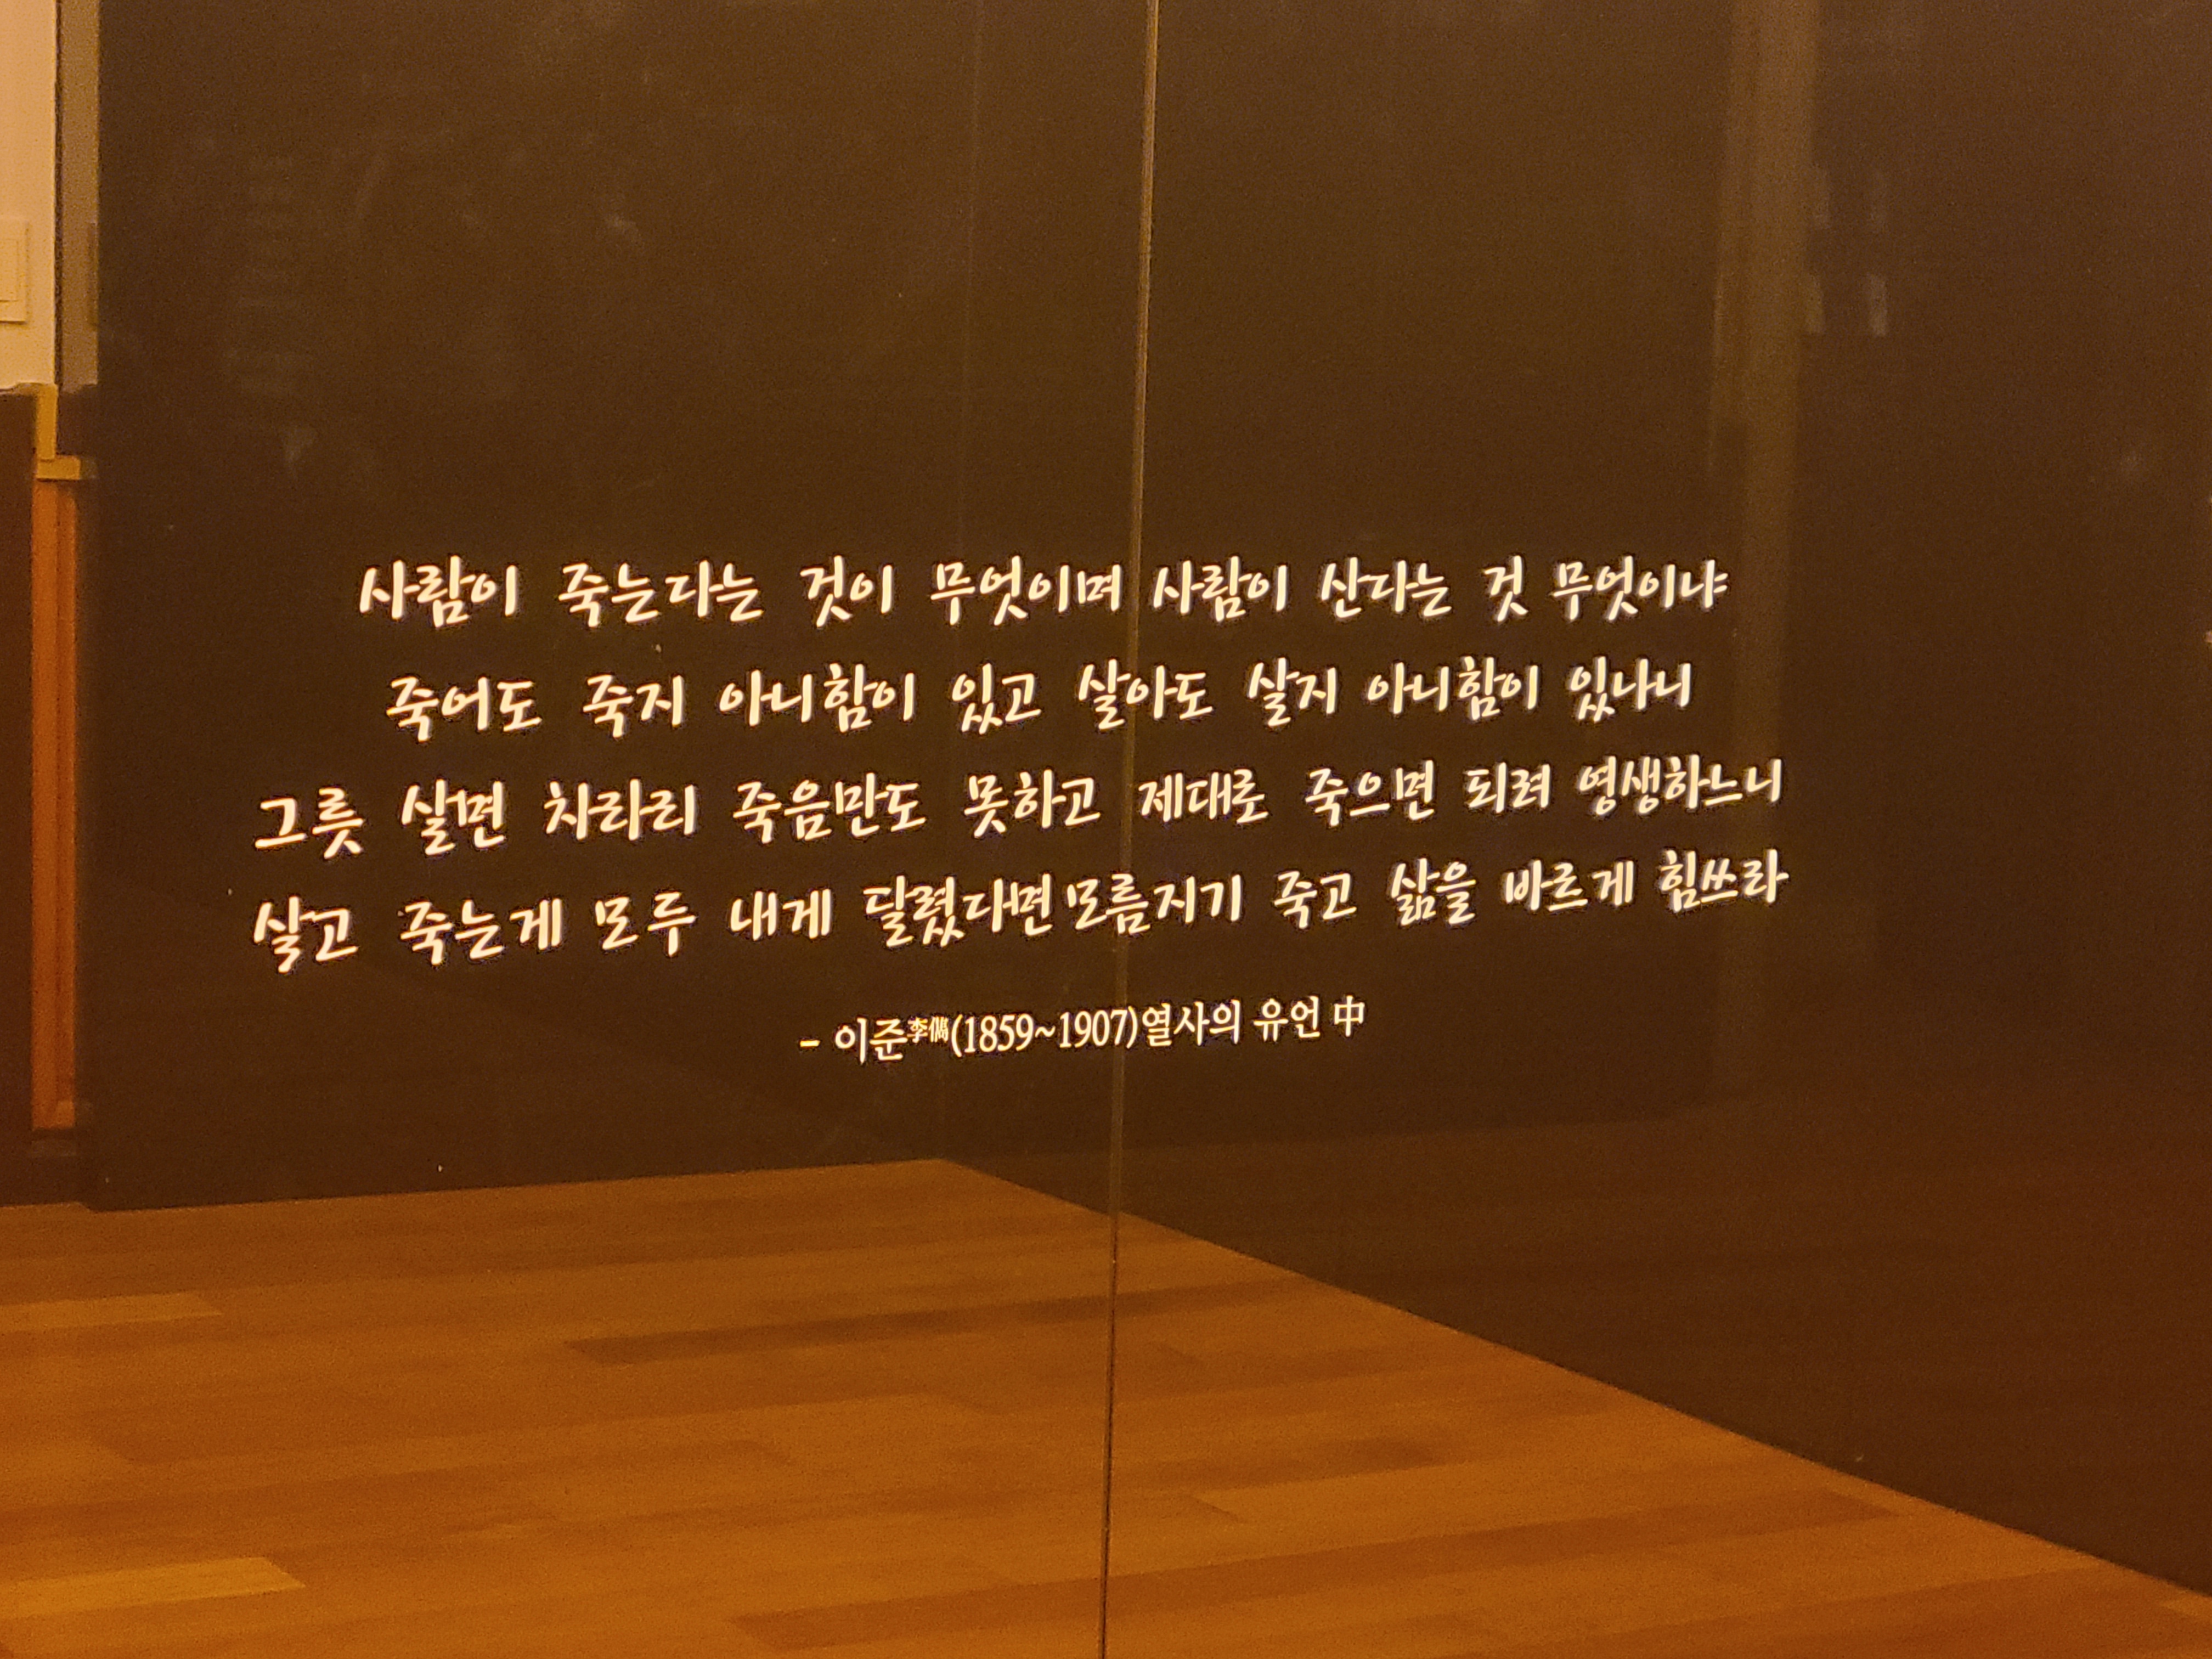 사람이 죽는다는 것이 무엇이며 사람이 산다는 것 무엇이냐
죽어도 죽지 아니함이 있고 살아도 살지 아니함이 있나니
그릇 살면 차라리 죽음만도 못하고 제대로 죽으면 되려 영생하느니
살고 죽는게 모두 내게 달렸다면 모름지기 죽고 삶을 바르게 힘쓰라
- 이준李儁(1859~1907)열사의 유언 中